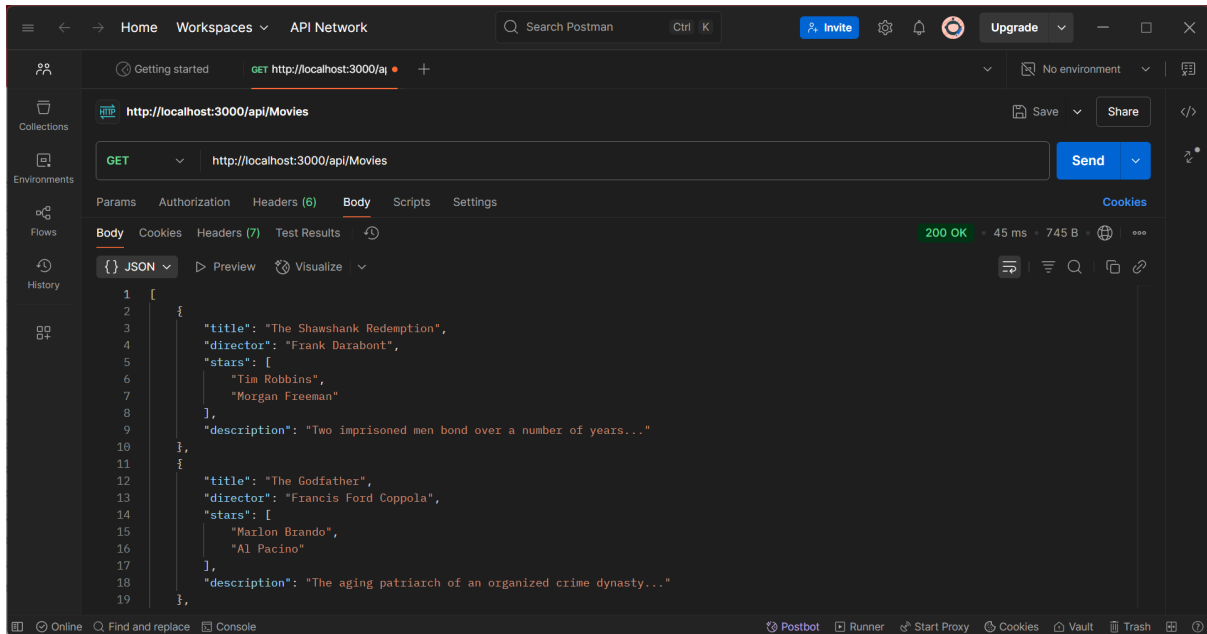 Home Workspaces API Network Search Postman Ctrl K Invite Upgrade
Getting started GET http://localhost:3000/a No environment
HTTP http://localhost:3000/api/Movies Save Share
Collections
GET http://localhost:3000/api/Movies Send
Environments
Params Authorization Headers (6) Body Scripts Settings Cookies
Flows
Body Cookies Headers (7) Test Results 200 OK 45 ms 745 B
{ } JSON Preview Visualize
History
1 [
2 {
3 "title": "The Shawshank Redemption",
4 "director": "Frank Darabont",
5 "stars": [
6 "Tim Robbins",
7 "Morgan Freeman"
8 ],
9 "description": "Two imprisoned men bond over a number of years..."
10 },
11 {
12 "title": "The Godfather",
13 "director": "Francis Ford Coppola",
14 "stars": [
15 "Marlon Brando",
16 "Al Pacino"
17 ],
18 "description": "The aging patriarch of an organized crime dynasty..."
19 },
Online Find and replace Console Postbot Runner Start Proxy Cookies Vault Trash